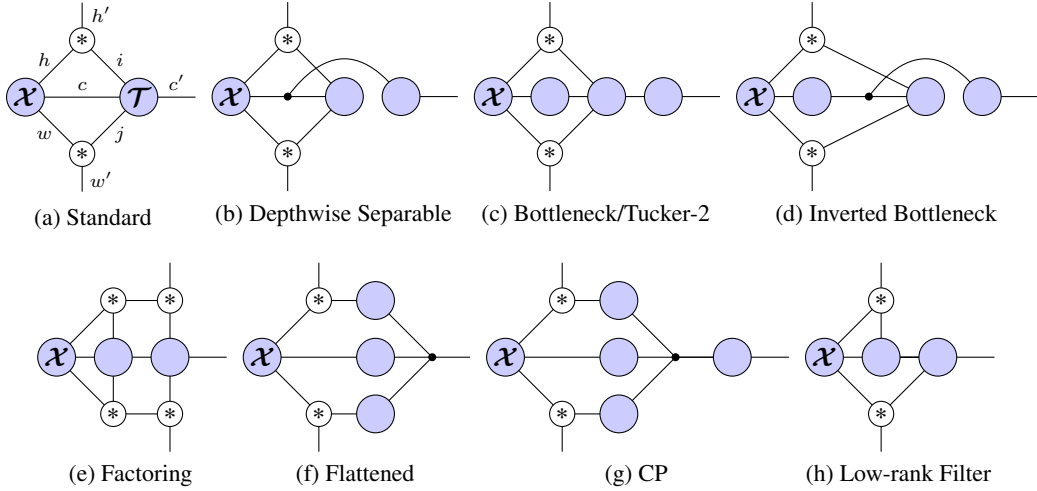 h′
* * * *
h i
𝒳 c 𝒯 c′ 𝒳 𝒳 𝒳
w j
* * * *
w′
(a) Standard (b) Depthwise Separable (c) Bottleneck/Tucker-2 (d) Inverted Bottleneck
* * * * *
𝒳 𝒳 𝒳 𝒳
* * * * *
(e) Factoring (f) Flattened (g) CP (h) Low-rank Filter